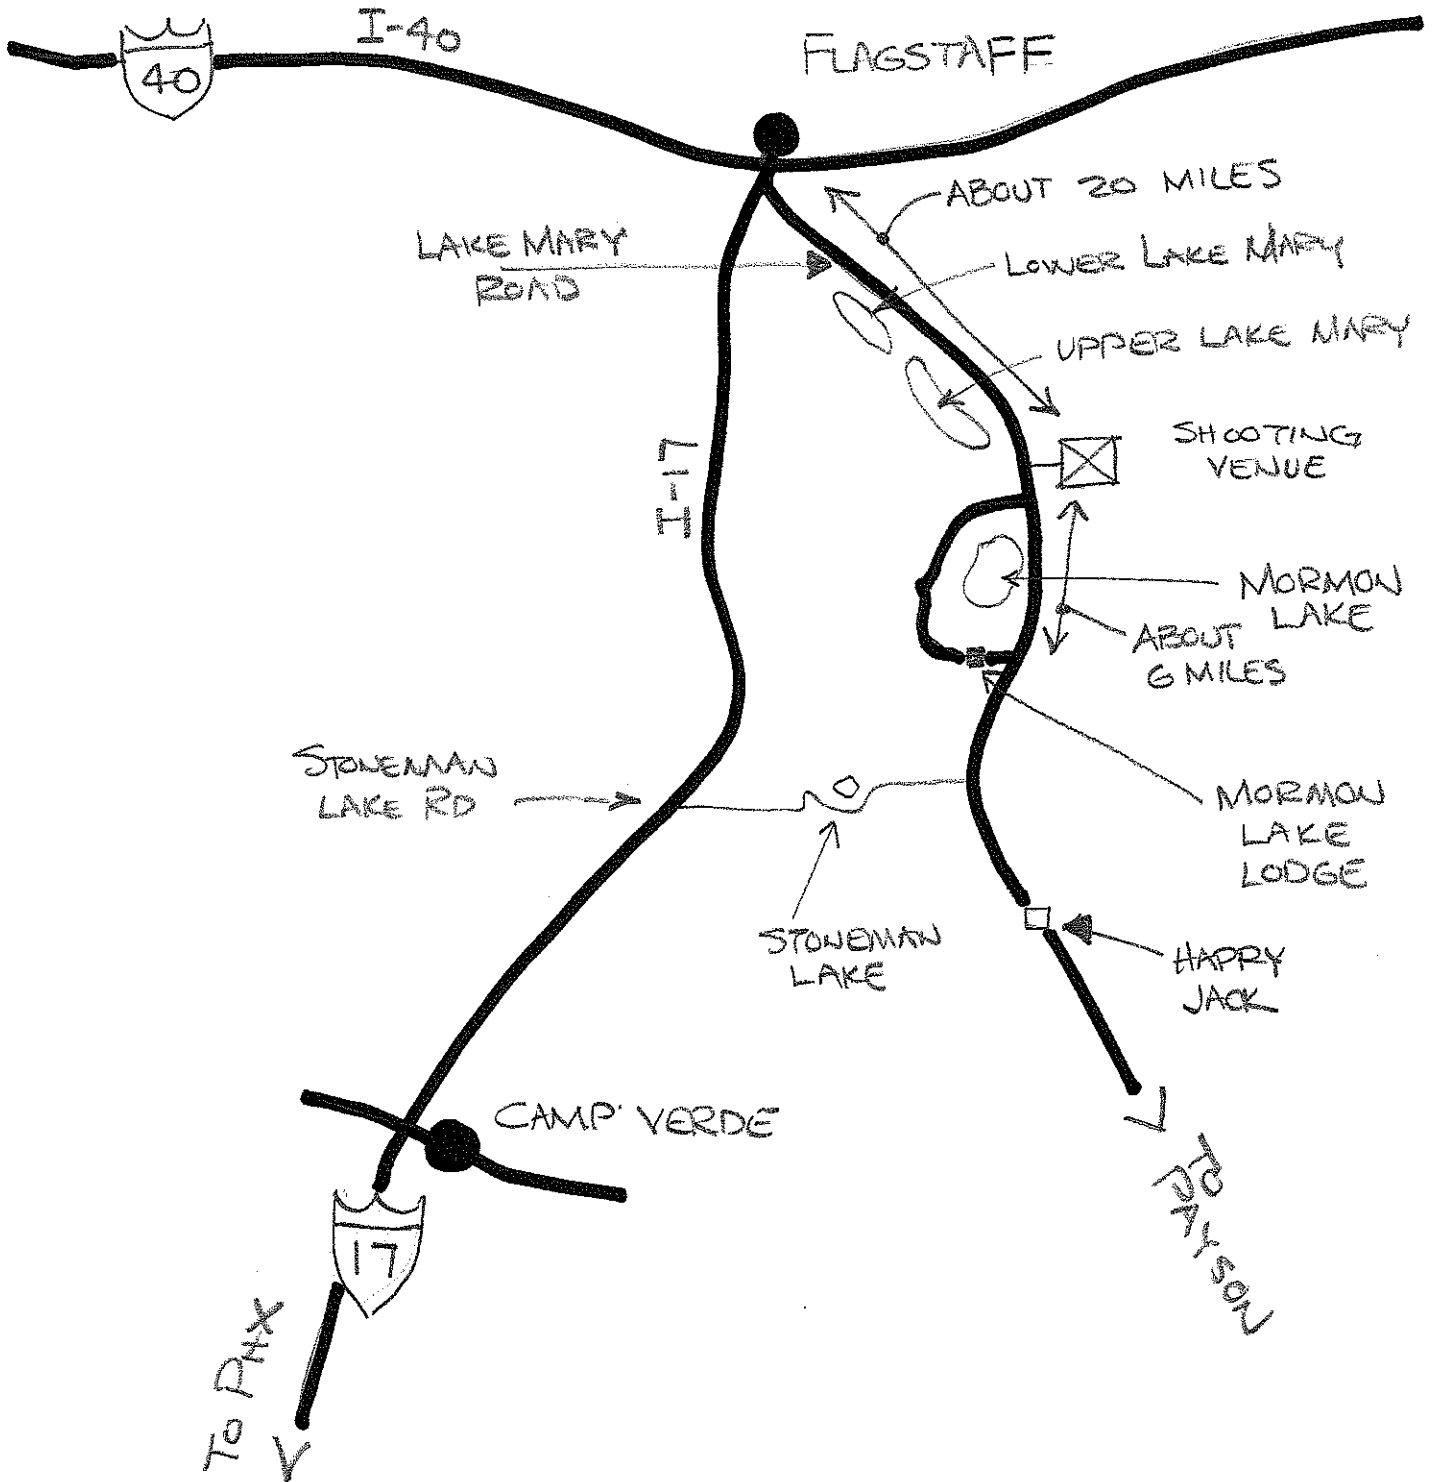 I-40
FLAGSTAFF
40
ABOUT 20 MILES
LAKE MARY
ROAD
LOWER LAKE MARY
UPPER LAKE MARY
SHOOTING
VENUE
I-17
MORMON
LAKE
ABOUT
6 MILES
STONEMAN
LAKE RD
MORMON
LAKE
LODGE
STONEMAN
LAKE
HAPPY
JACK
CAMP VERDE
TO
PAYSON
17
TO PHX